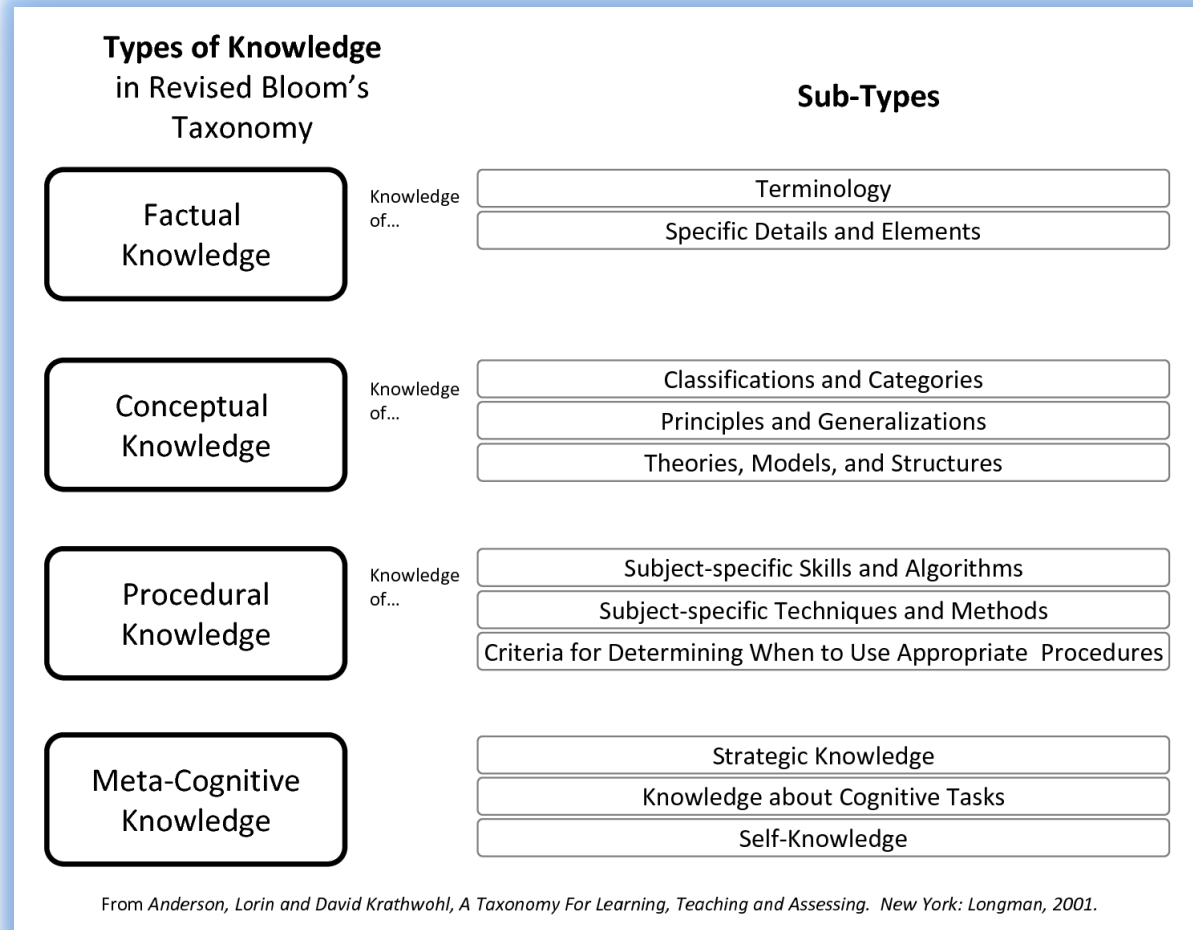 Types of Knowledge
in Revised Bloom's
Taxonomy
Sub-Types
Factual
Knowledge
Knowledge
of...
Terminology
Specific Details and Elements
Conceptual
Knowledge
Knowledge
of...
Classifications and Categories
Principles and Generalizations
Theories, Models, and Structures
Procedural
Knowledge
Knowledge
of...
Subject-specific Skills and Algorithms
Subject-specific Techniques and Methods
Criteria for Determining When to Use Appropriate  Procedures
Meta-Cognitive
Knowledge
Strategic Knowledge
Knowledge about Cognitive Tasks
Self-Knowledge
From Anderson, Lorin and David Krathwohl, A Taxonomy For Learning, Teaching and Assessing.  New York: Longman, 2001.